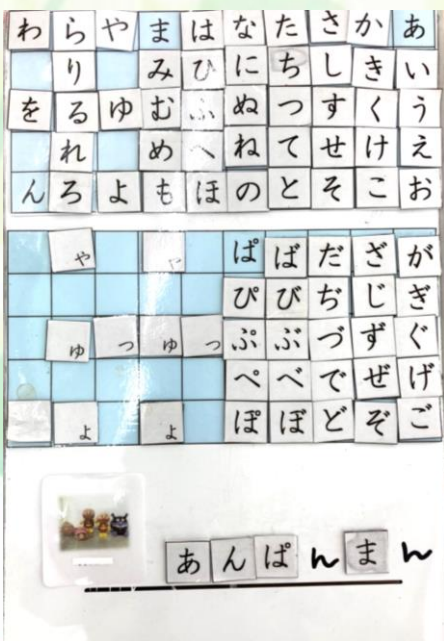 わらやまはなたさかあ
りみひにちしきい
をるゆむふぬつすくう
れめへねてせけえ
んろよもほのとそこお
ゃゃぱばだざが
ぴびぢじぎ
ゅっゅっぷぶづずぐ
ぺべでぜげ
ょょぽぼどぞご
あんぱんまん